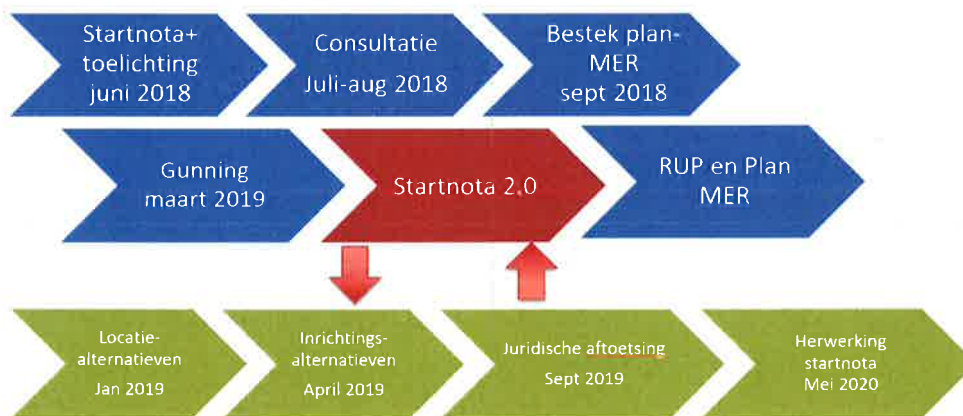 Startnota+
toelichting
juni 2018
Consultatie
Juli-aug 2018
Bestek plan-
MER
sept 2018
Gunning
maart 2019
Startnota 2.0
RUP en Plan
MER
Locatie-
alternatieven
Jan 2019
Inrichtings-
alternatieven
April 2019
Juridische aftoetsing
Sept 2019
Herwerking
startnota
Mei 2020